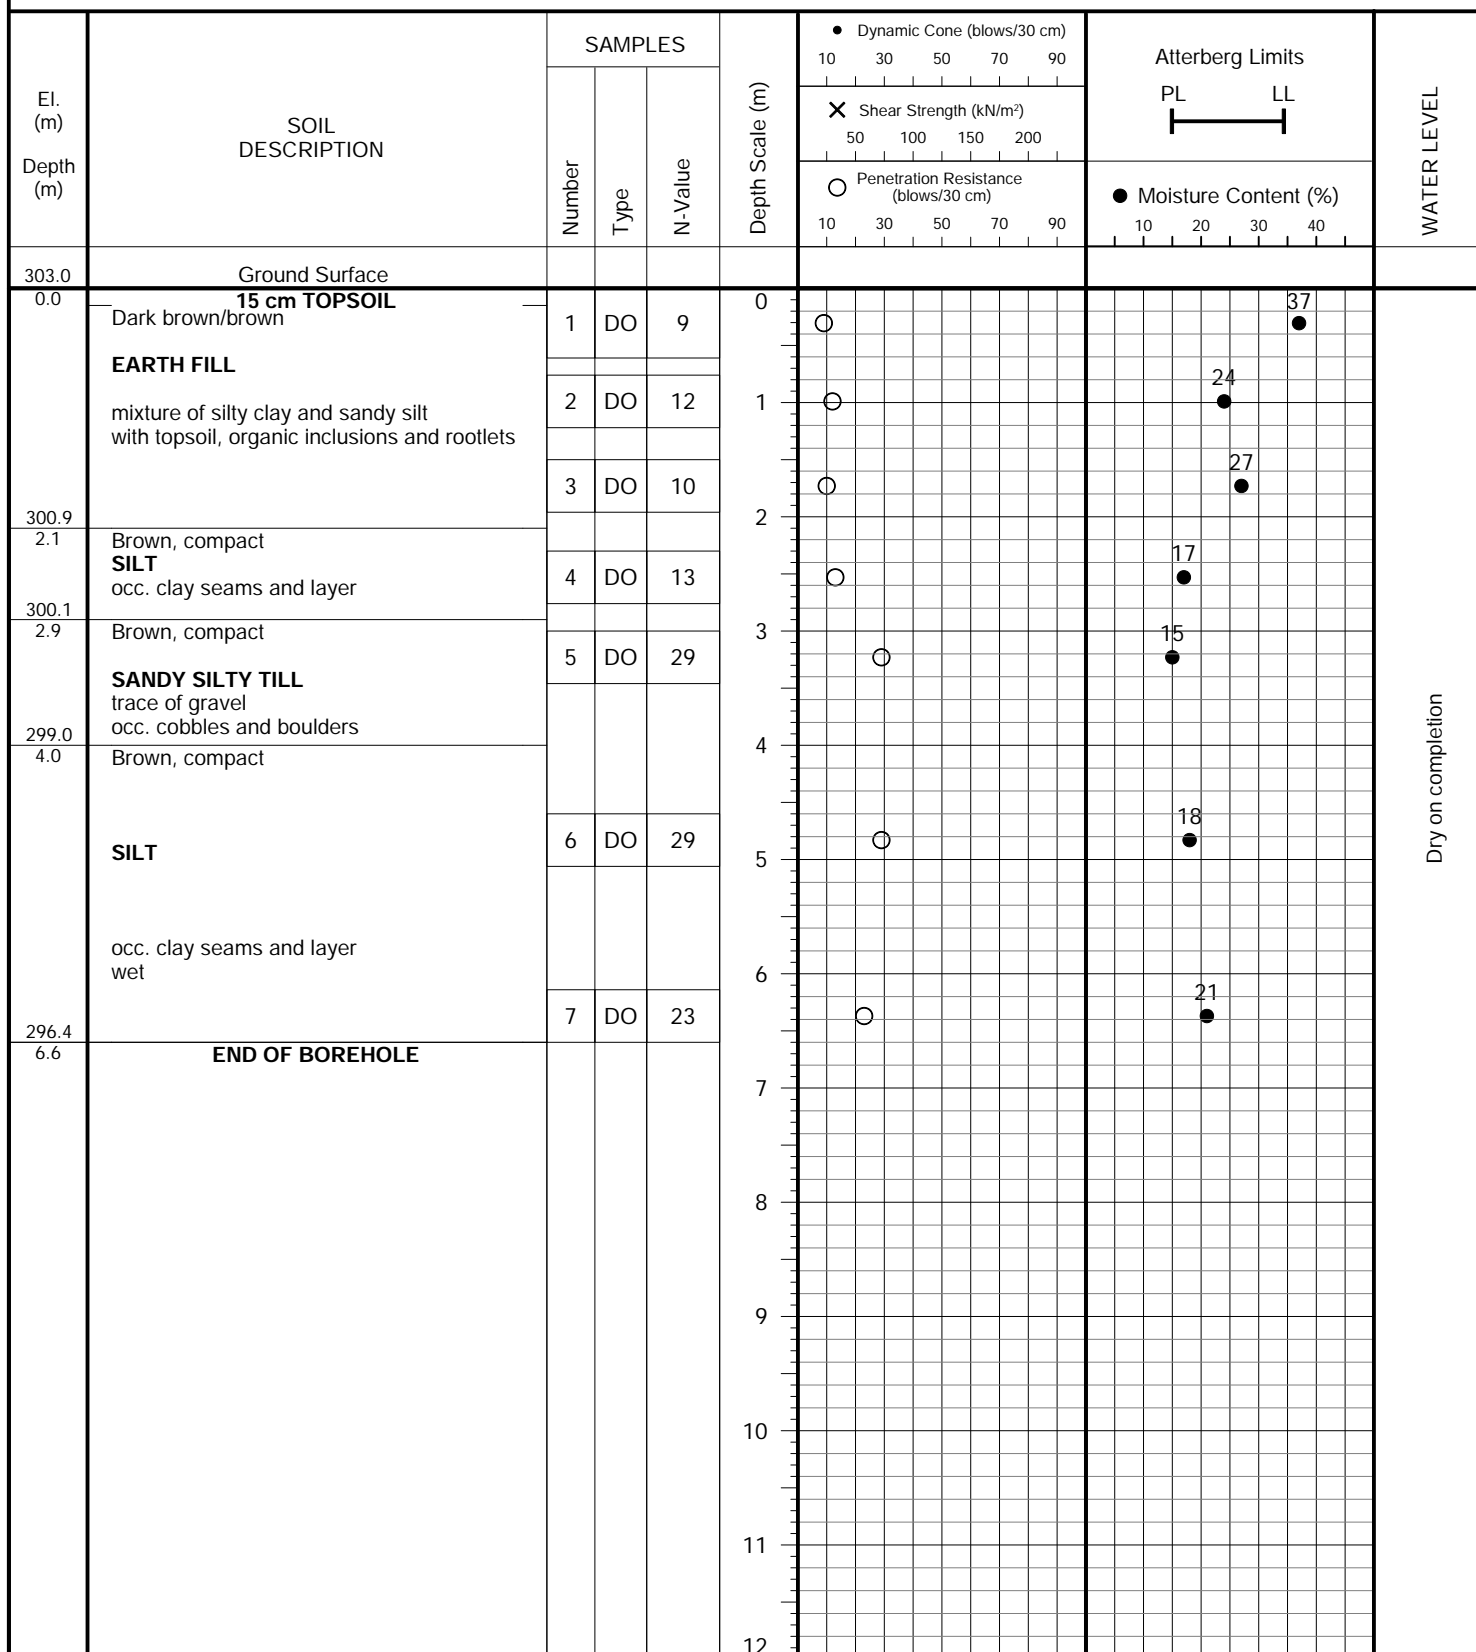 El.
(m)
Depth
(m)
SOIL
DESCRIPTION
SAMPLES
Number
Type
N-Value
Depth Scale (m)
Dynamic Cone (blows/30 cm)
10 30 50 70 90
Shear Strength (kN/m²)
50 100 150 200
Penetration Resistance
(blows/30 cm)
10 30 50 70 90
Atterberg Limits
PL LL
Moisture Content (%)
10 20 30 40
WATER LEVEL
303.0 Ground Surface
0.0 15 cm TOPSOIL 0 37
Dark brown/brown
1 DO 9
EARTH FILL
24
mixture of silty clay and sandy silt 2 DO 12 1
with topsoil, organic inclusions and rootlets
27
3 DO 10
300.9 2
2.1 Brown, compact
SILT 17
occ. clay seams and layer 4 DO 13
300.1
2.9 Brown, compact 3 15
5 DO 29
SANDY SILTY TILL
trace of gravel
occ. cobbles and boulders
299.0 4
4.0 Brown, compact
18
6 DO 29
SILT 5
Dry on completion
occ. clay seams and layer
wet 6
21
7 DO 23
296.4
6.6 END OF BOREHOLE
7
8
9
10
11
12